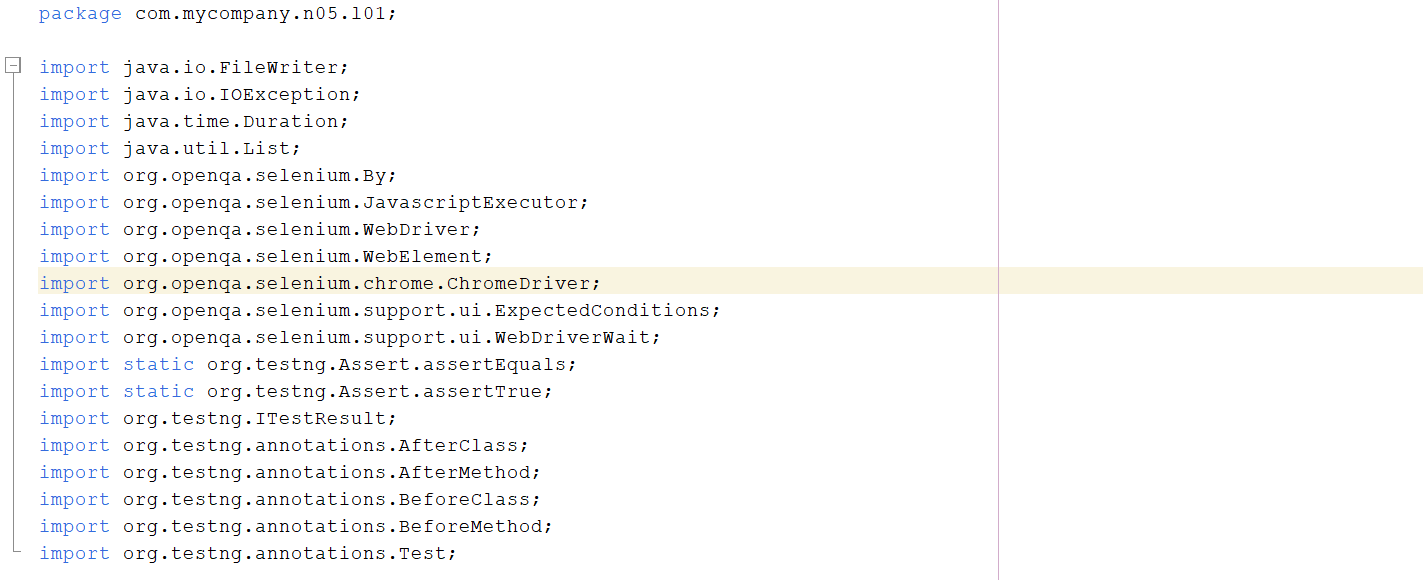 package com.mycompany.n05.l01;
import java.io.FileWriter;
import java.io.IOException;
import java.time.Duration;
import java.util.List;
import org.openqa.selenium.By;
import org.openqa.selenium.JavascriptExecutor;
import org.openqa.selenium.WebDriver;
import org.openqa.selenium.WebElement;
import org.openqa.selenium.chrome.ChromeDriver;
import org.openqa.selenium.support.ui.ExpectedConditions;
import org.openqa.selenium.support.ui.WebDriverWait;
import static org.testng.Assert.assertEquals;
import static org.testng.Assert.assertTrue;
import org.testng.ITestResult;
import org.testng.annotations.AfterClass;
import org.testng.annotations.AfterMethod;
import org.testng.annotations.BeforeClass;
import org.testng.annotations.BeforeMethod;
import org.testng.annotations.Test;